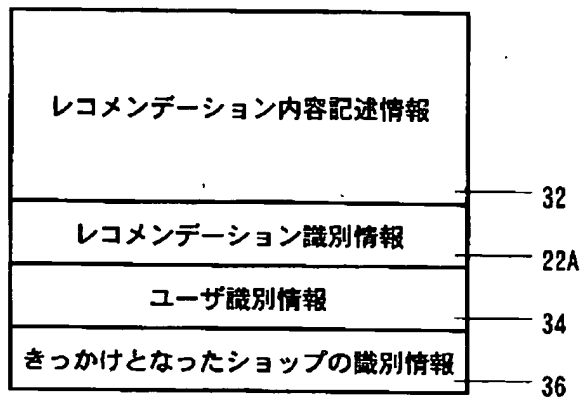 レコメンデーション内容記述情報
32
レコメンデーション識別情報
22A
ユーザ識別情報
34
きっかけとなったショップの識別情報
36